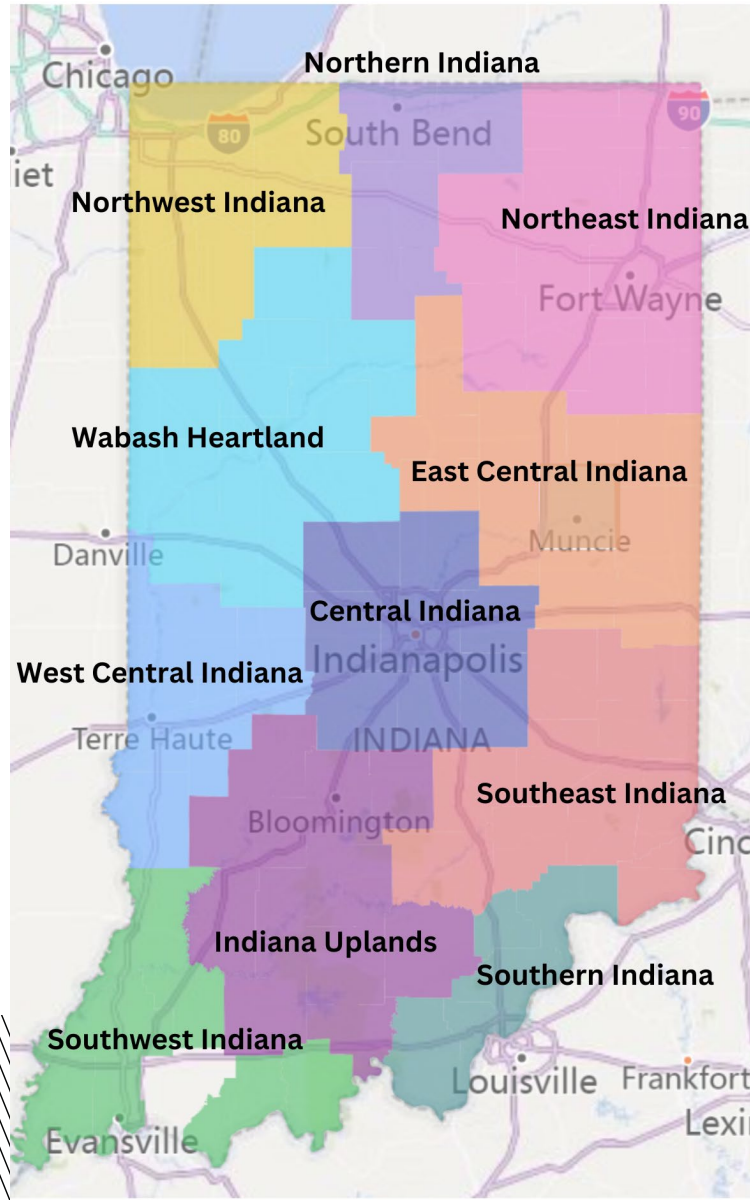 Northern Indiana
Chicago
90
80
South Bend
iet
Northwest Indiana
Northeast Indiana
Fort Wayne
Wabash Heartland
East Central Indiana
Muncie
Danville
Central Indiana
Indianapolis
West Central Indiana
Terre Haute
INDIANA
Southeast Indiana
Bloomington
Cinc
Indiana Uplands
Southern Indiana
Southwest Indiana
Louisville
Frankfort
Lexi
Evansville